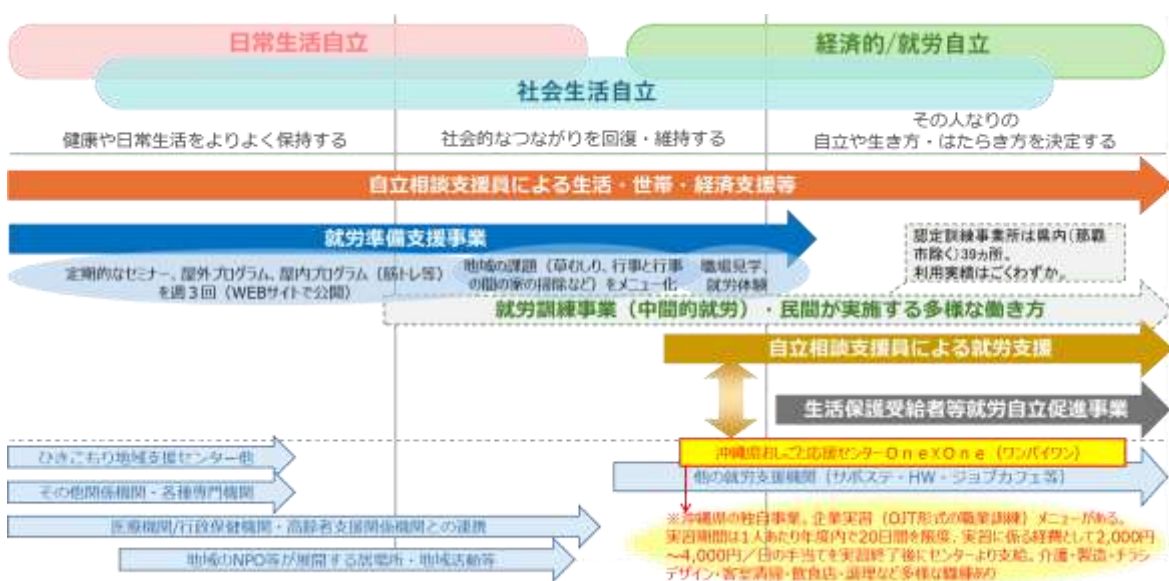 日常生活自立
経済的/就労自立
社会生活自立
健康や日常生活をよりよく保持する
社会的なつながりを回復・維持する
その人なりの
自立や生き方・はたらき方を決定する
自立相談支援員による生活・世帯・経済支援等
就労準備支援事業
定期的なセミナー、屋外プログラム、屋内プログラム（筋トレ等）
を週３回（WEBサイトで公開）
地域の課題（草むしり、行事と行事
の間の家の掃除など）をメニュー化
職場見学、
就労体験
認定訓練事業所は県内(那覇
市除く)39ヵ所。
利用実績はごくわずか。
就労訓練事業（中間的就労）・民間が実施する多様な働き方
自立相談支援員による就労支援
生活保護受給者等就労自立促進事業
ひきこもり地域支援センター他
その他関係機関・各種専門機関
医療機関/行政保健機関・高齢者支援関係機関との連携
地域のNPO等が展開する居場所・地域活動等
沖縄県おしごと応援センターＯｎｅ×Ｏｎｅ（ワンバイワン）
他の就労支援機関（サポステ・HW・ジョブカフェ等）
※沖縄県の独自事業。企業実習（OJT形式の職業訓練）メニューがある。
実習期間は1人あたり年度内で20日間を限度、実習に係る経費として2,000円
～4,000円／日の手当てを実習終了後にセンターより支給。介護・製造・チラシ
デザイン・客室清掃・飲食店・調理など多様な職種あり